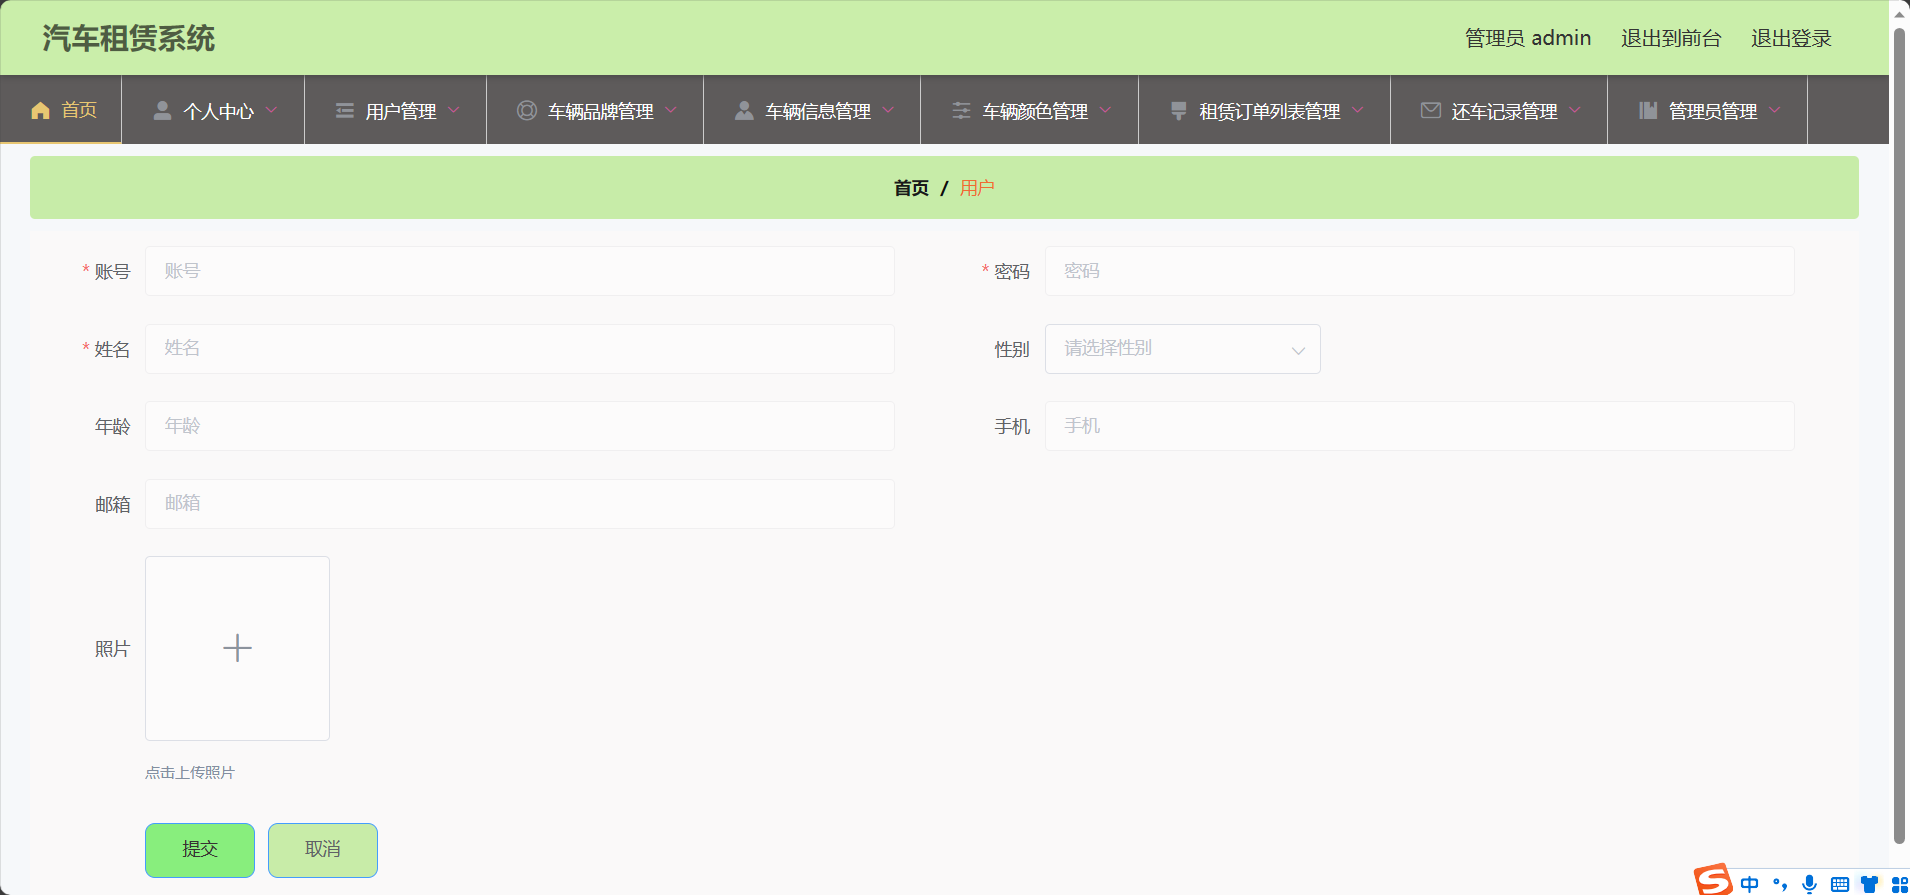 汽车租赁系统
管理员 admin 退出到前台 退出登录
首页 个人中心 用户管理 车辆品牌管理 车辆信息管理 车辆颜色管理 租赁订单列表管理 还车记录管理 管理员管理
首页 / 用户
* 账号 账号 * 密码 密码
* 姓名 姓名 性别 请选择性别
年龄 年龄 手机 手机
邮箱 邮箱
照片
点击上传照片
提交 取消
中